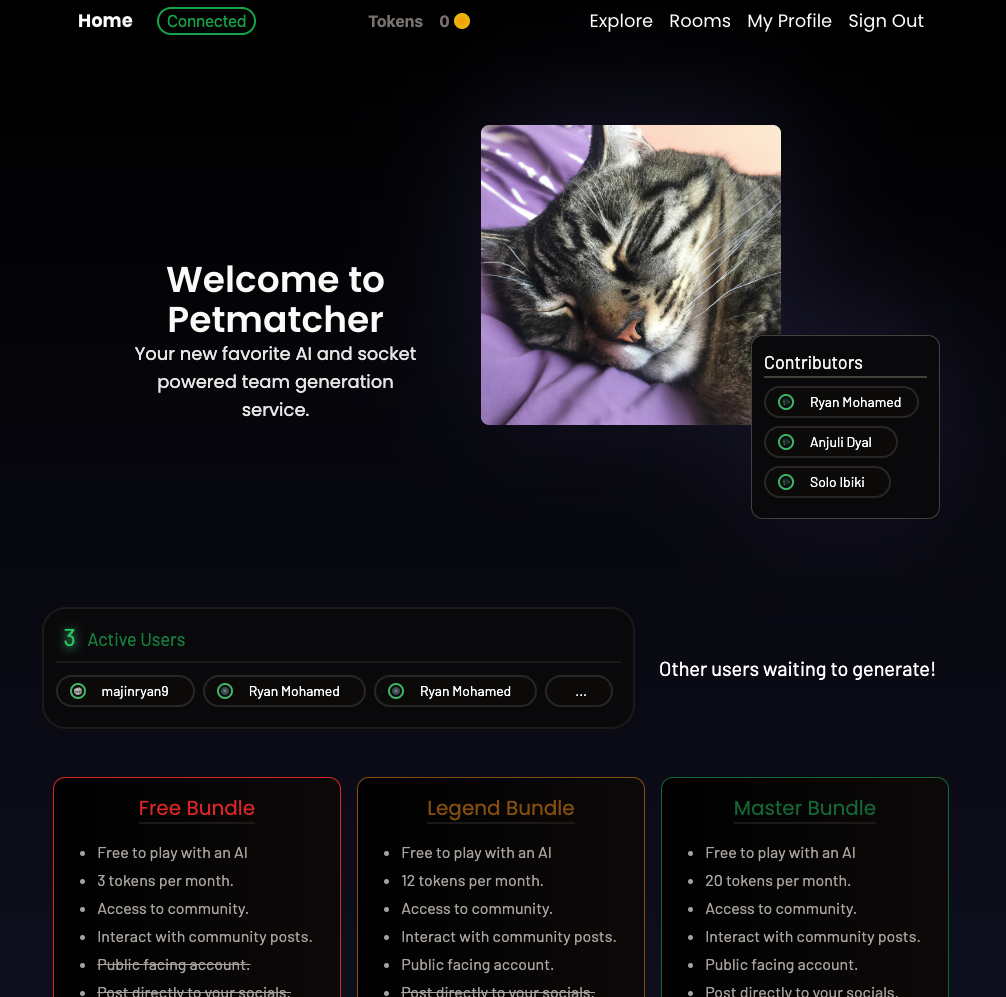 Home Connected Tokens 0 Explore Rooms My Profile Sign Out
Welcome to
Petmatcher
Your new favorite AI and socket
powered team generation
service.
Contributors
Ryan Mohamed
Anjuli Dyal
Solo Ibiki
3 Active Users
majinryan9 Ryan Mohamed Ryan Mohamed ...
Other users waiting to generate!
Free Bundle
Free to play with an AI
3 tokens per month.
Access to community.
Interact with community posts.
Public facing account.
Post directly to your socials.
Legend Bundle
Free to play with an AI
12 tokens per month.
Access to community.
Interact with community posts.
Public facing account.
Post directly to your socials.
Master Bundle
Free to play with an AI
20 tokens per month.
Access to community.
Interact with community posts.
Public facing account.
Post directly to your socials.